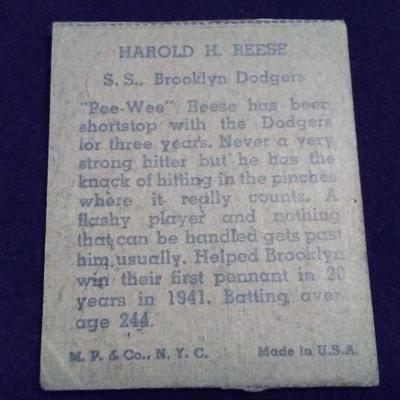 HAROLD H. REESE
S. S., Brooklyn Dodgers
"Pee-Wee" Reese has been
shortstop with the Dodgers
for three years. Never a very
strong hitter but he has the
knack of hitting in the pinches
where it really counts. A
flashy player and nothing
that can be handled gets past
him usually. Helped Brooklyn
win their first pennant in 20
years in 1941. Batting aver-
age 244.
M. P. & Co., N. Y. C. Made in U.S.A.